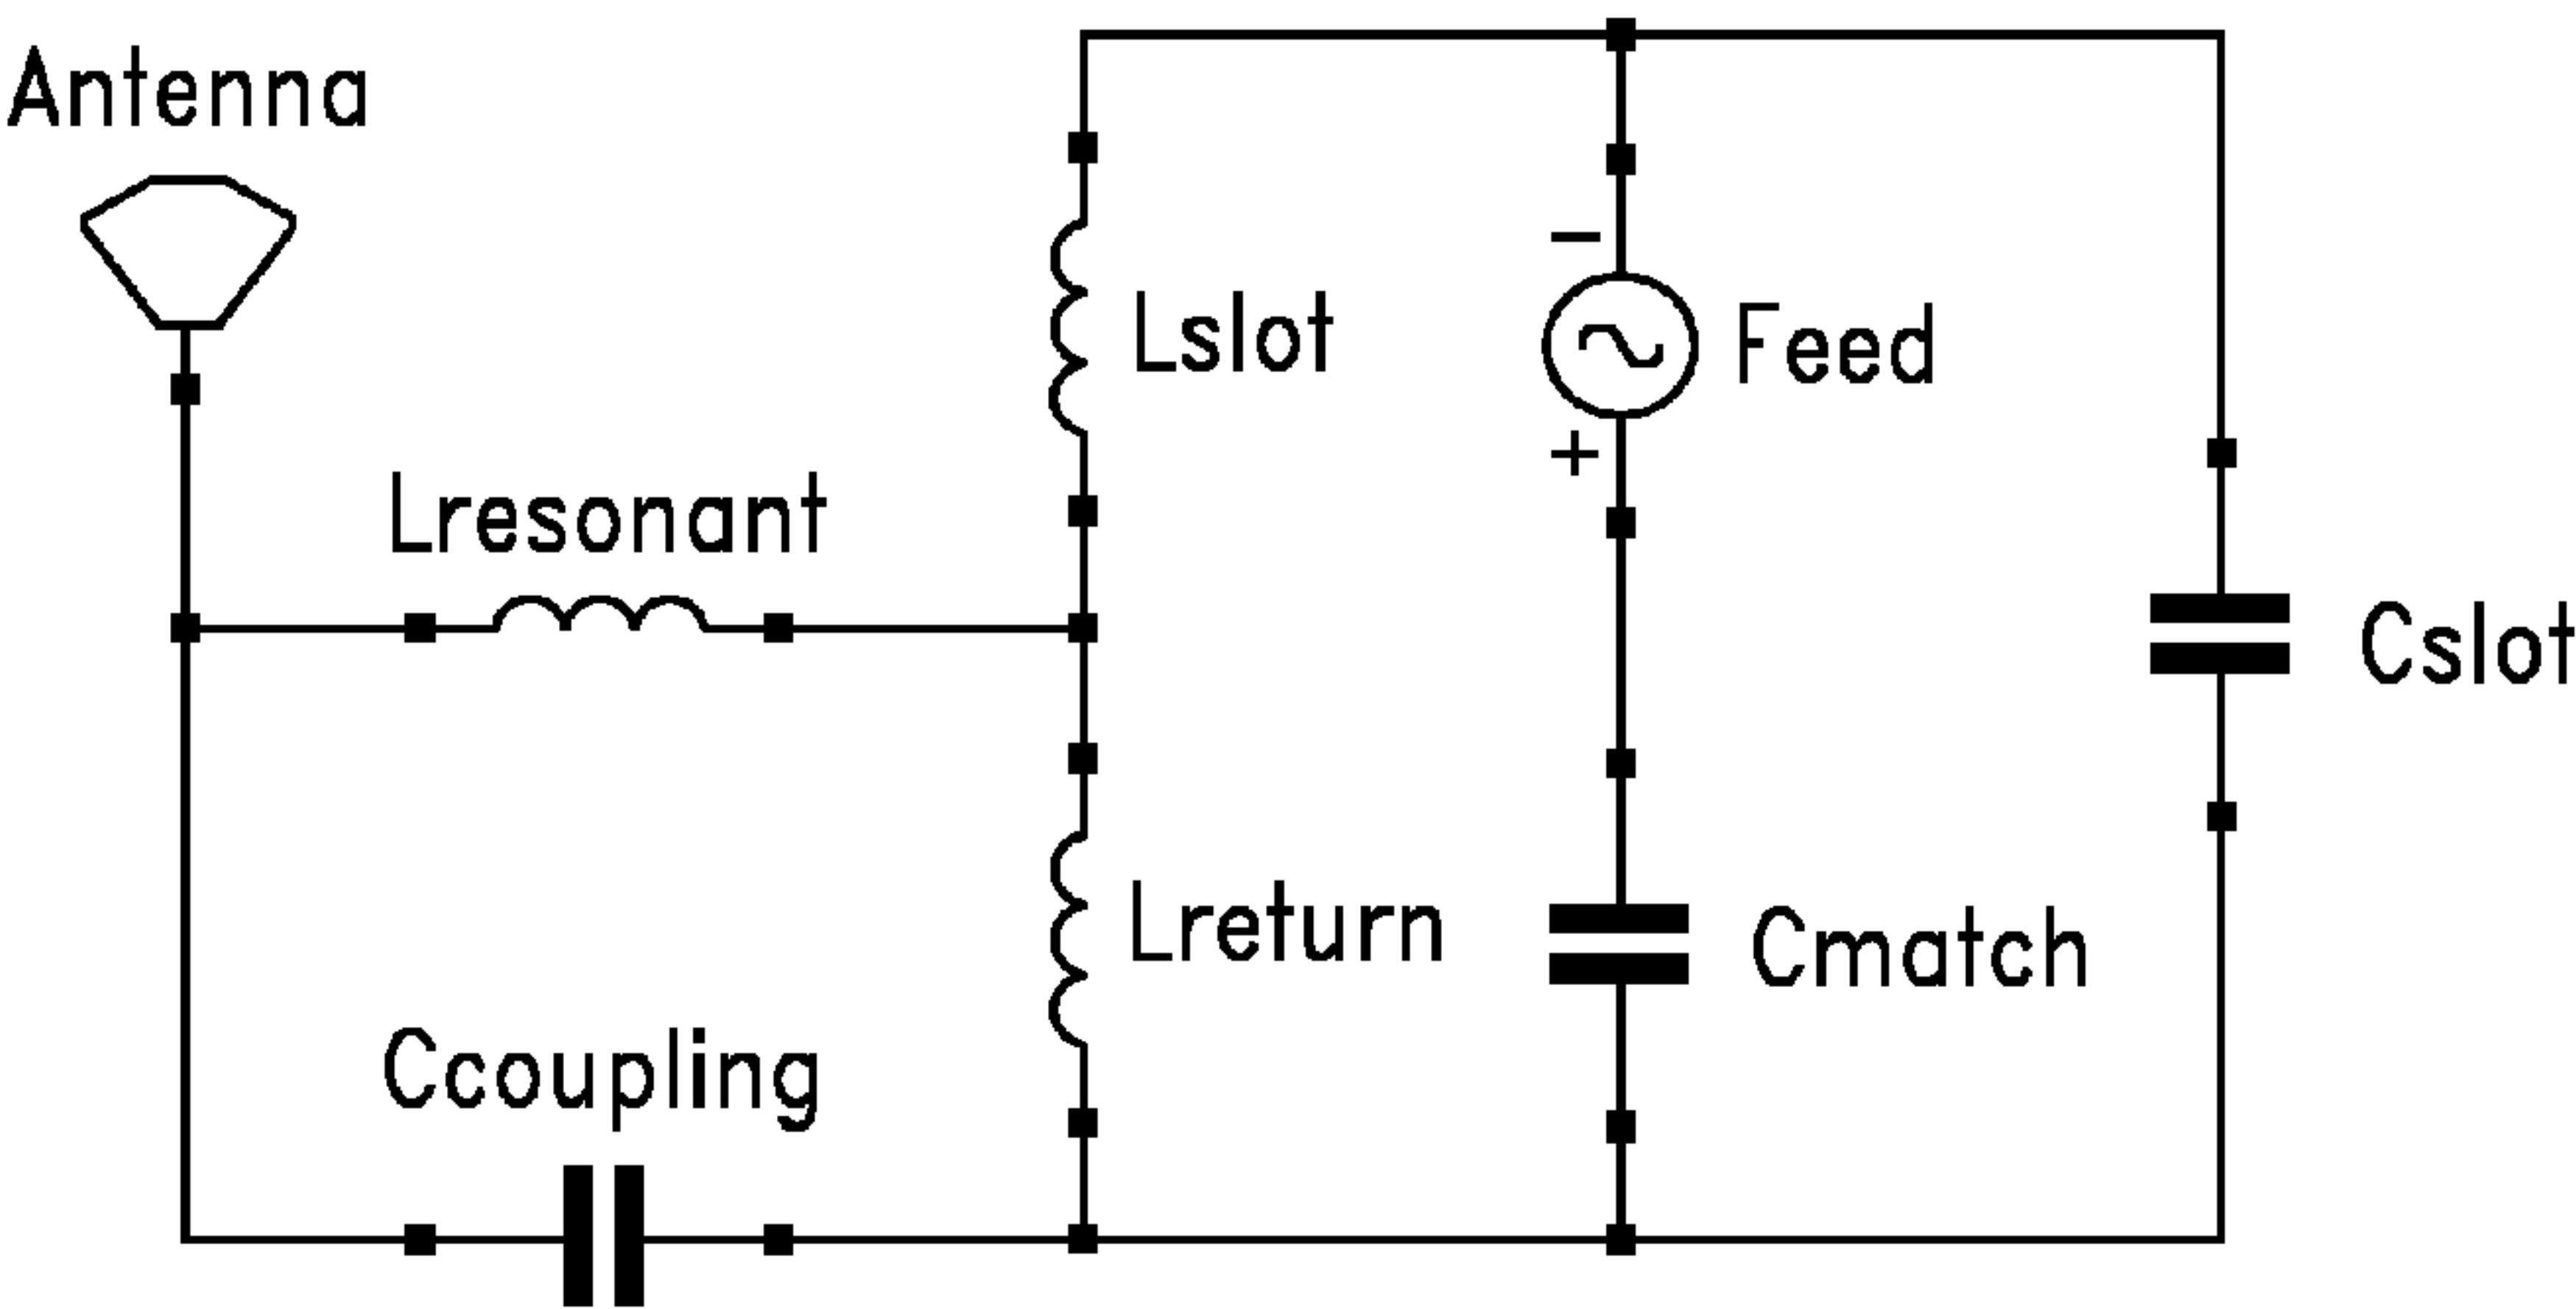 Antenna
−
Lslot
Feed
+
Lresonant
Cslot
Lreturn
Cmatch
Ccoupling